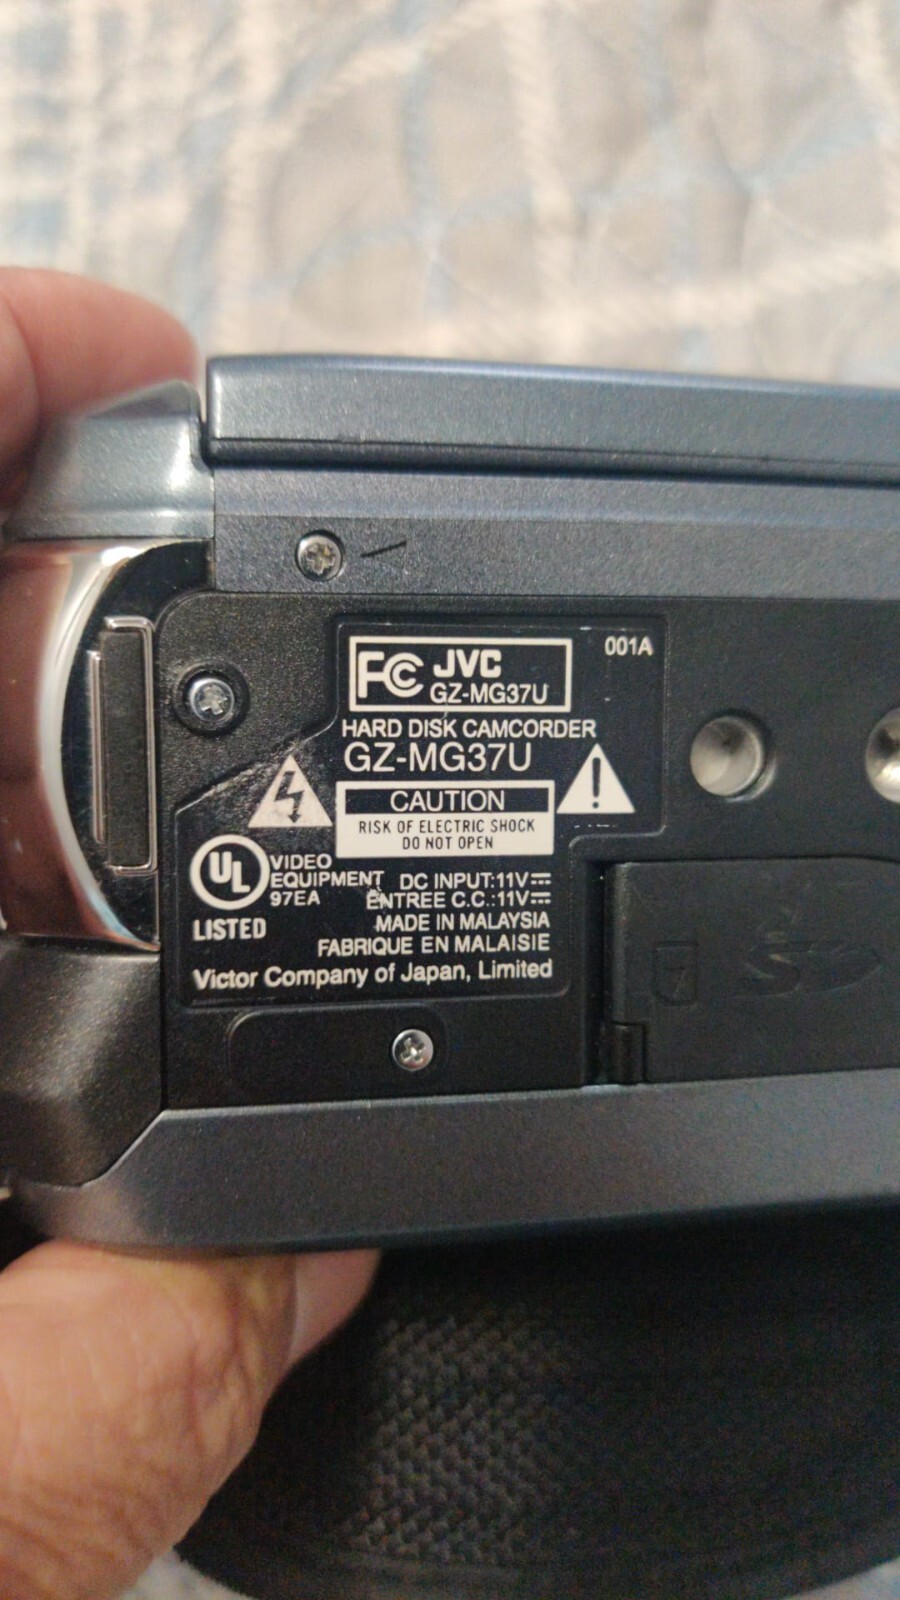 FC JVC
GZ-MG37U
001A
HARD DISK CAMCORDER
GZ-MG37U
CAUTION
RISK OF ELECTRIC SHOCK
DO NOT OPEN
UL
LISTED
VIDEO
EQUIPMENT
97EA
DC INPUT:11V⎓
ENTREE C.C.:11V⎓
MADE IN MALAYSIA
FABRIQUE EN MALAISIE
Victor Company of Japan, Limited
SD